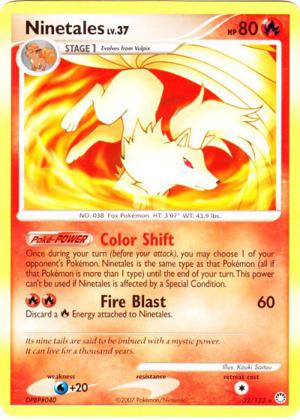 Ninetales LV.37
HP 80
STAGE 1 Evolves from Vulpix
NO. 038 Fox Pokémon HT: 3'07" WT: 43.9 lbs.
Poké-POWER Color Shift
Once during your turn (before your attack), you may choose 1 of your
opponent's Pokémon. Ninetales is the same type as that Pokémon (all
if that Pokémon is more than 1 type) until the end of your turn. This power
can't be used if Ninetales is affected by a Special Condition.
Fire Blast 60
Discard a Energy attached to Ninetales.
Its nine tails are said to be imbued with a mystic power.
It can live for a thousand years.
Illus. Kouki Saitou
weakness resistance retreat cost
+20
DPBP#040
©2007 Pokémon/Nintendo